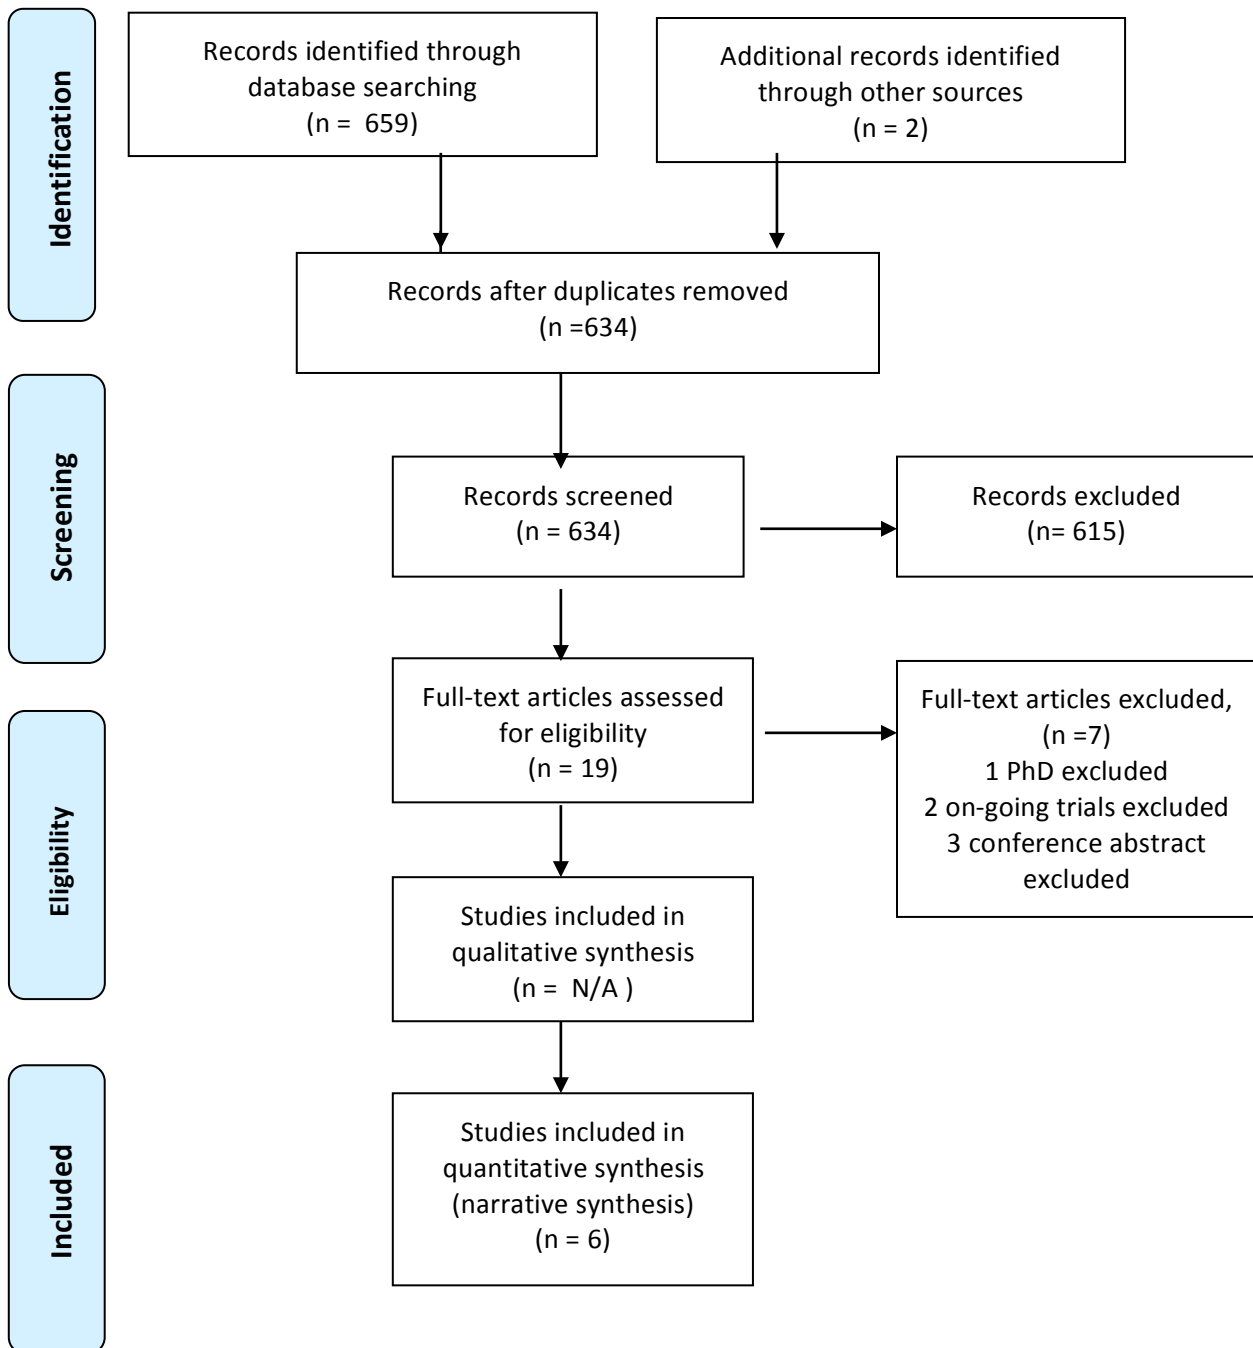 Identification
Records identified through
database searching
(n =  659)
Additional records identified
through other sources
(n = 2)
Records after duplicates removed
(n =634)
Screening
Records screened
(n = 634)
Records excluded
(n= 615)
Eligibility
Full-text articles assessed
for eligibility
(n = 19)
Full-text articles excluded,
(n =7)
1 PhD excluded
2 on-going trials excluded
3 conference abstract
excluded
Studies included in
qualitative synthesis
(n =  N/A )
Included
Studies included in
quantitative synthesis
(narrative synthesis)
(n = 6)